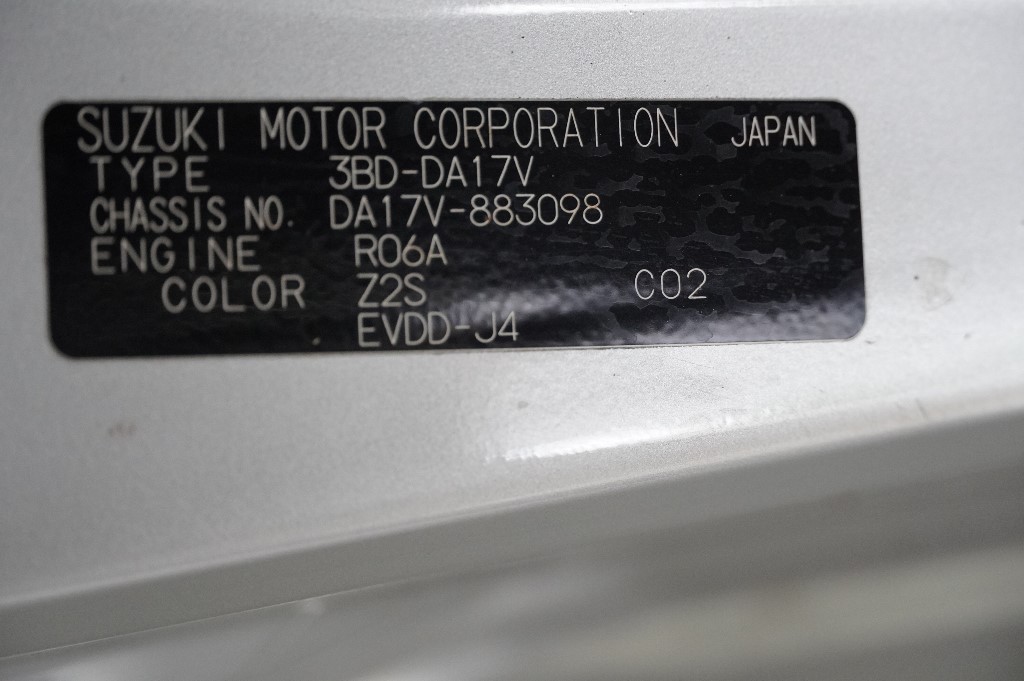 SUZUKI MOTOR CORPORATION JAPAN
TYPE 3BD-DA17V
CHASSIS NO. DA17V-883098
ENGINE R06A
COLOR Z2S C02
EVDD-J4